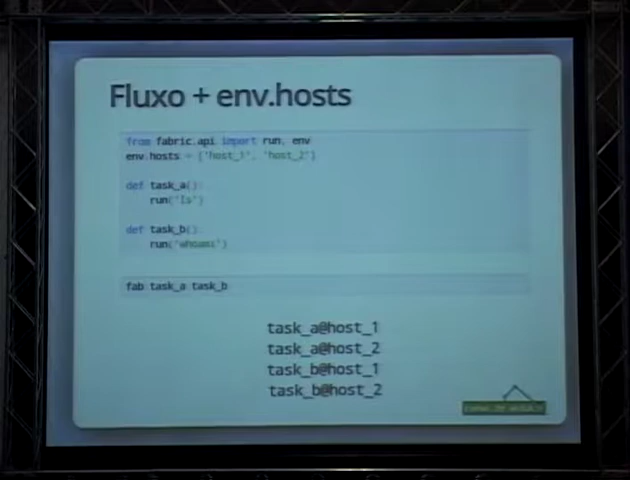 Fluxo + env.hosts
from fabric.api import run, env
env.hosts = ['host_1', 'host_2']
def task_a():
run('ls')
def task_b():
run('whoami')
fab task_a task_b
task_a@host_1
task_a@host_2
task_b@host_1
task_b@host_2